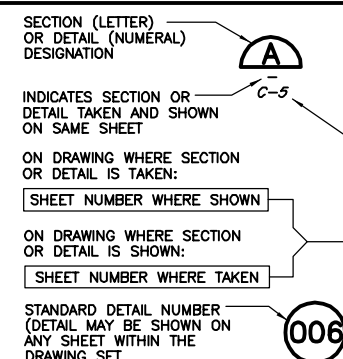 SECTION (LETTER)
OR DETAIL (NUMERAL)
DESIGNATION
A
–
C-5
INDICATES SECTION OR
DETAIL TAKEN AND SHOWN
ON SAME SHEET
ON DRAWING WHERE SECTION
OR DETAIL IS TAKEN:
SHEET NUMBER WHERE SHOWN
ON DRAWING WHERE SECTION
OR DETAIL IS SHOWN:
SHEET NUMBER WHERE TAKEN
STANDARD DETAIL NUMBER
(DETAIL MAY BE SHOWN ON
ANY SHEET WITHIN THE
DRAWING SET
006